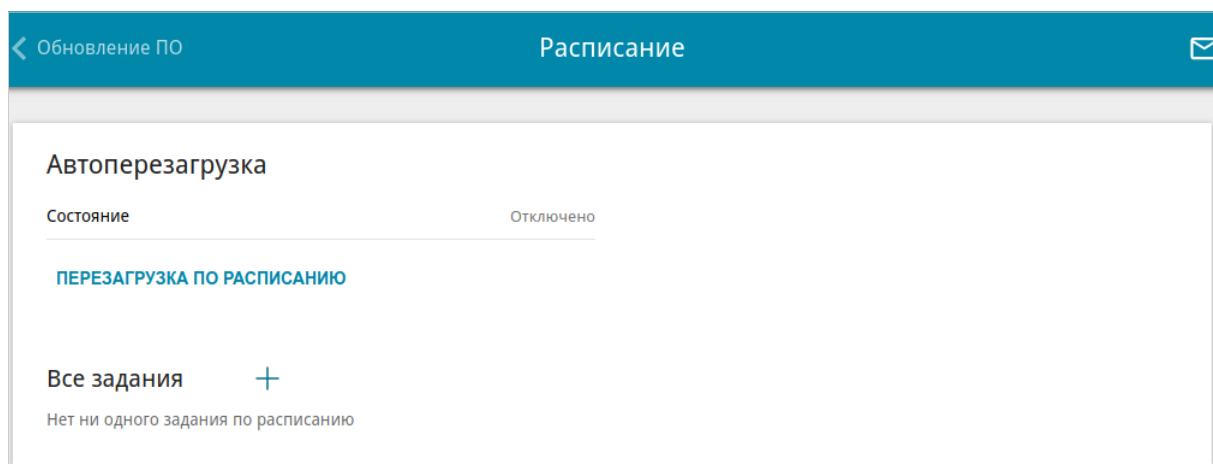 Обновление ПО
Расписание
Автоперезагрузка
Состояние Отключено
ПЕРЕЗАГРУЗКА ПО РАСПИСАНИЮ
Все задания
Нет ни одного задания по расписанию